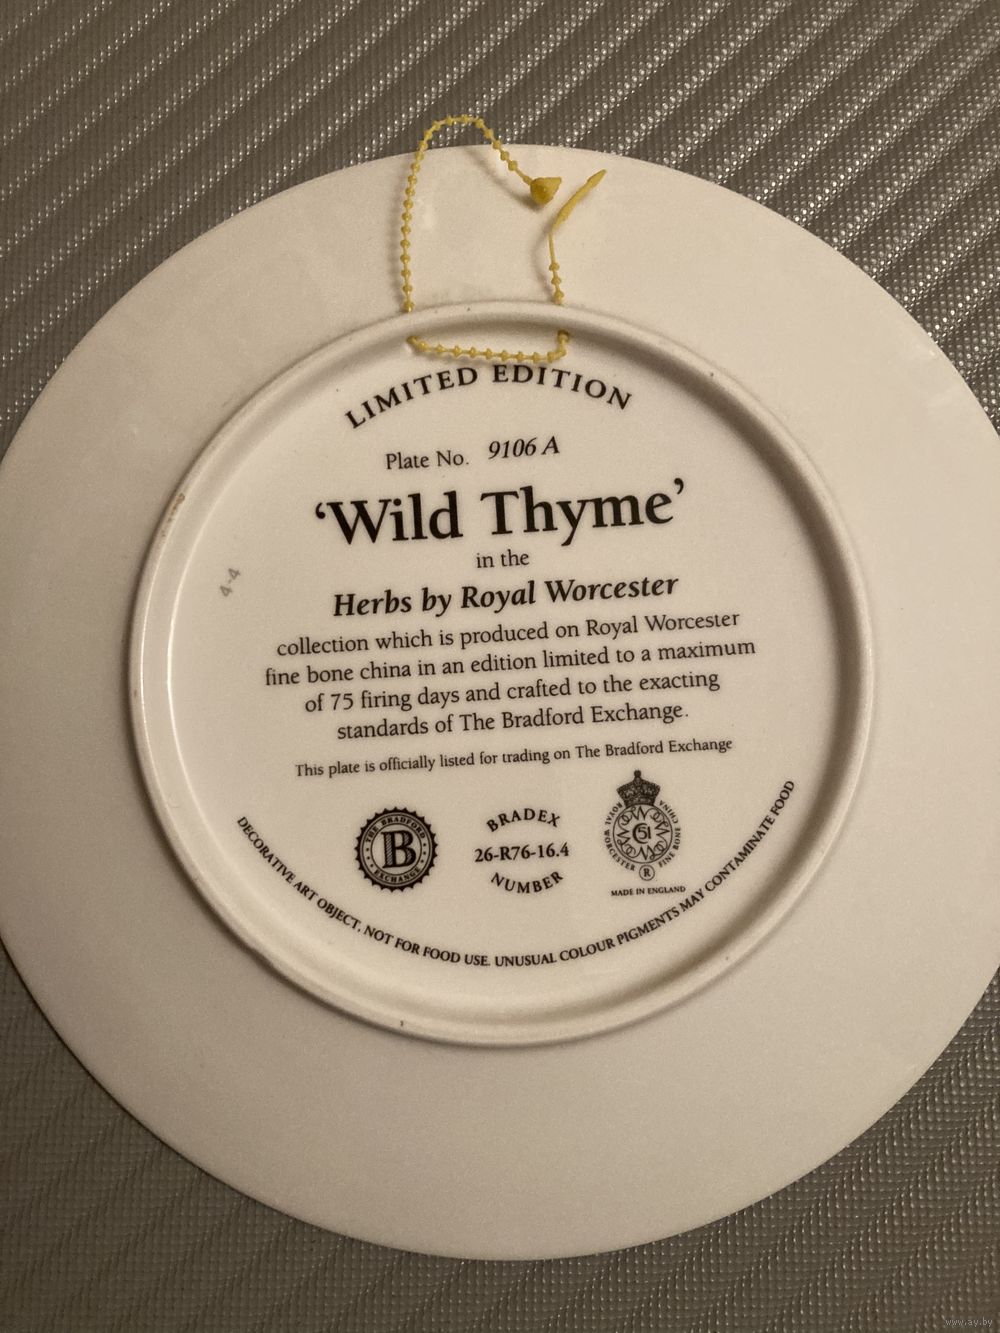 LIMITED EDITION
Plate No. 9106 A
‘Wild Thyme’
in the
Herbs by Royal Worcester
collection which is produced on Royal Worcester
fine bone china in an edition limited to a maximum
of 75 firing days and crafted to the exacting
standards of The Bradford Exchange.
This plate is officially listed for trading on The Bradford Exchange
THE BRADFORD
B
EXCHANGE
BRADEX
26-R76-16.4
NUMBER
ROYAL WORCESTER
51
FINE BONE CHINA
®
MADE IN ENGLAND
DECORATIVE ART OBJECT. NOT FOR FOOD USE. UNUSUAL COLOUR PIGMENTS MAY CONTAMINATE FOOD
4-4
www.ay.by